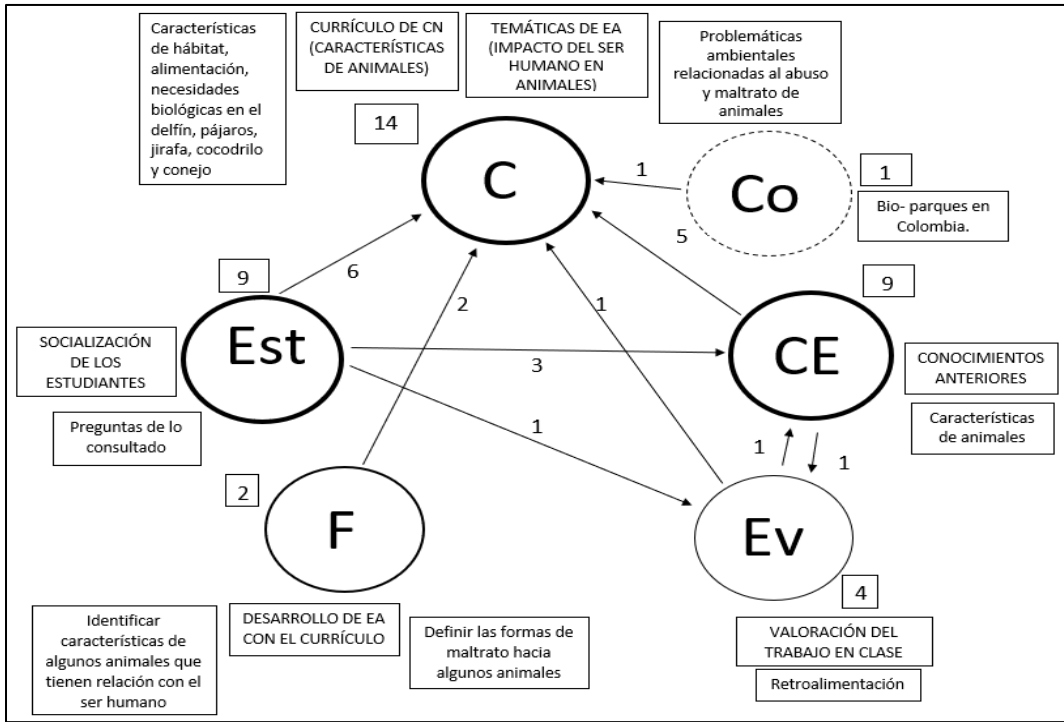 Características
de hábitat,
alimentación,
necesidades
biológicas en el
delfín, pájaros,
jirafa, cocodrilo
y conejo
CURRÍCULO DE CN
(CARACTERÍSTICAS
DE ANIMALES)
TEMÁTICAS DE EA
(IMPACTO DEL SER
HUMANO EN
ANIMALES)
Problemáticas
ambientales
relacionadas al abuso
y maltrato de
animales
14
C
1
Co
1
Bio- parques en
Colombia.
5
6
2
1
9
Est
SOCIALIZACIÓN
DE LOS
ESTUDIANTES
Preguntas de lo
consultado
3
1
9
CE
CONOCIMIENTOS
ANTERIORES
Características
de animales
1
1
2
F
Ev
4
Identificar
características de
algunos animales que
tienen relación con el
ser humano
DESARROLLO DE EA
CON EL CURRÍCULO
Definir las formas de
maltrato hacia
algunos animales
VALORACIÓN DEL
TRABAJO EN CLASE
Retroalimentación